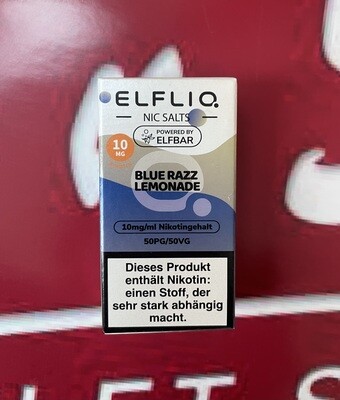 ELFLIQ
NIC SALTS
POWERED BY
ELFBAR
10
MG
BLUE RAZZ
LEMONADE
10mg/ml Nikotingehalt
50PG/50VG
Dieses Produkt
enthält Nikotin:
einen Stoff, der
sehr stark abhängig
macht.